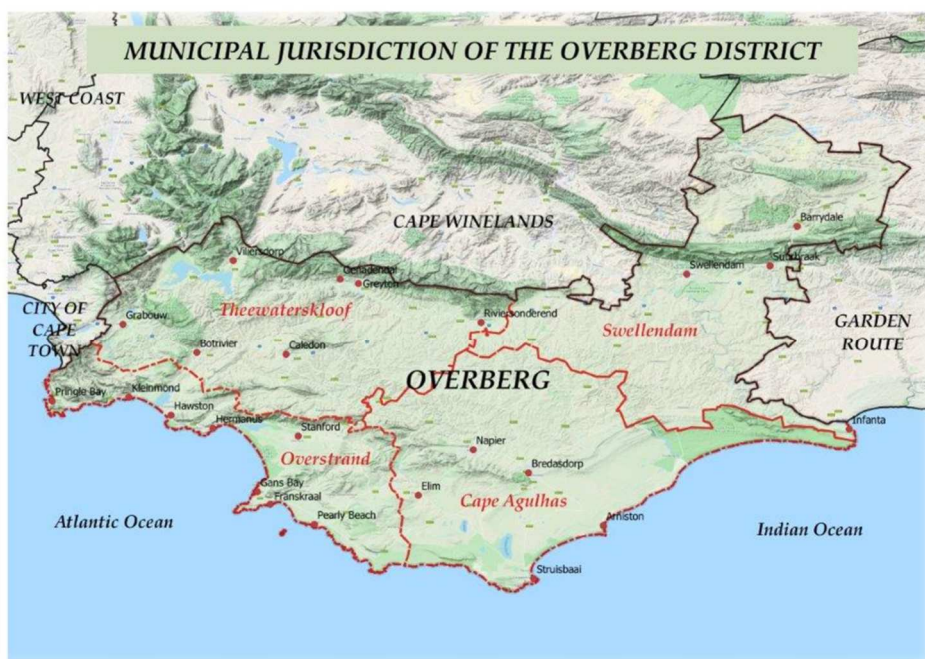 MUNICIPAL JURISDICTION OF THE OVERBERG DISTRICT
WEST COAST
CAPE WINELANDS
Barrydale
Villiersdorp
Genadendal
Greyton
Swellendam
Suurbraak
CITY OF
CAPE
TOWN
Grabouw
Theewaterskloof
Riviersonderend
Swellendam
GARDEN
ROUTE
Botrivier
Caledon
OVERBERG
Pringle Bay
Kleinmond
Hawston
Hermanus
Stanford
Infanta
Napier
Overstrand
Bredasdorp
Gans Bay
Franskraal
Elim
Cape Agulhas
Atlantic Ocean
Pearly Beach
Arniston
Indian Ocean
Struisbaai